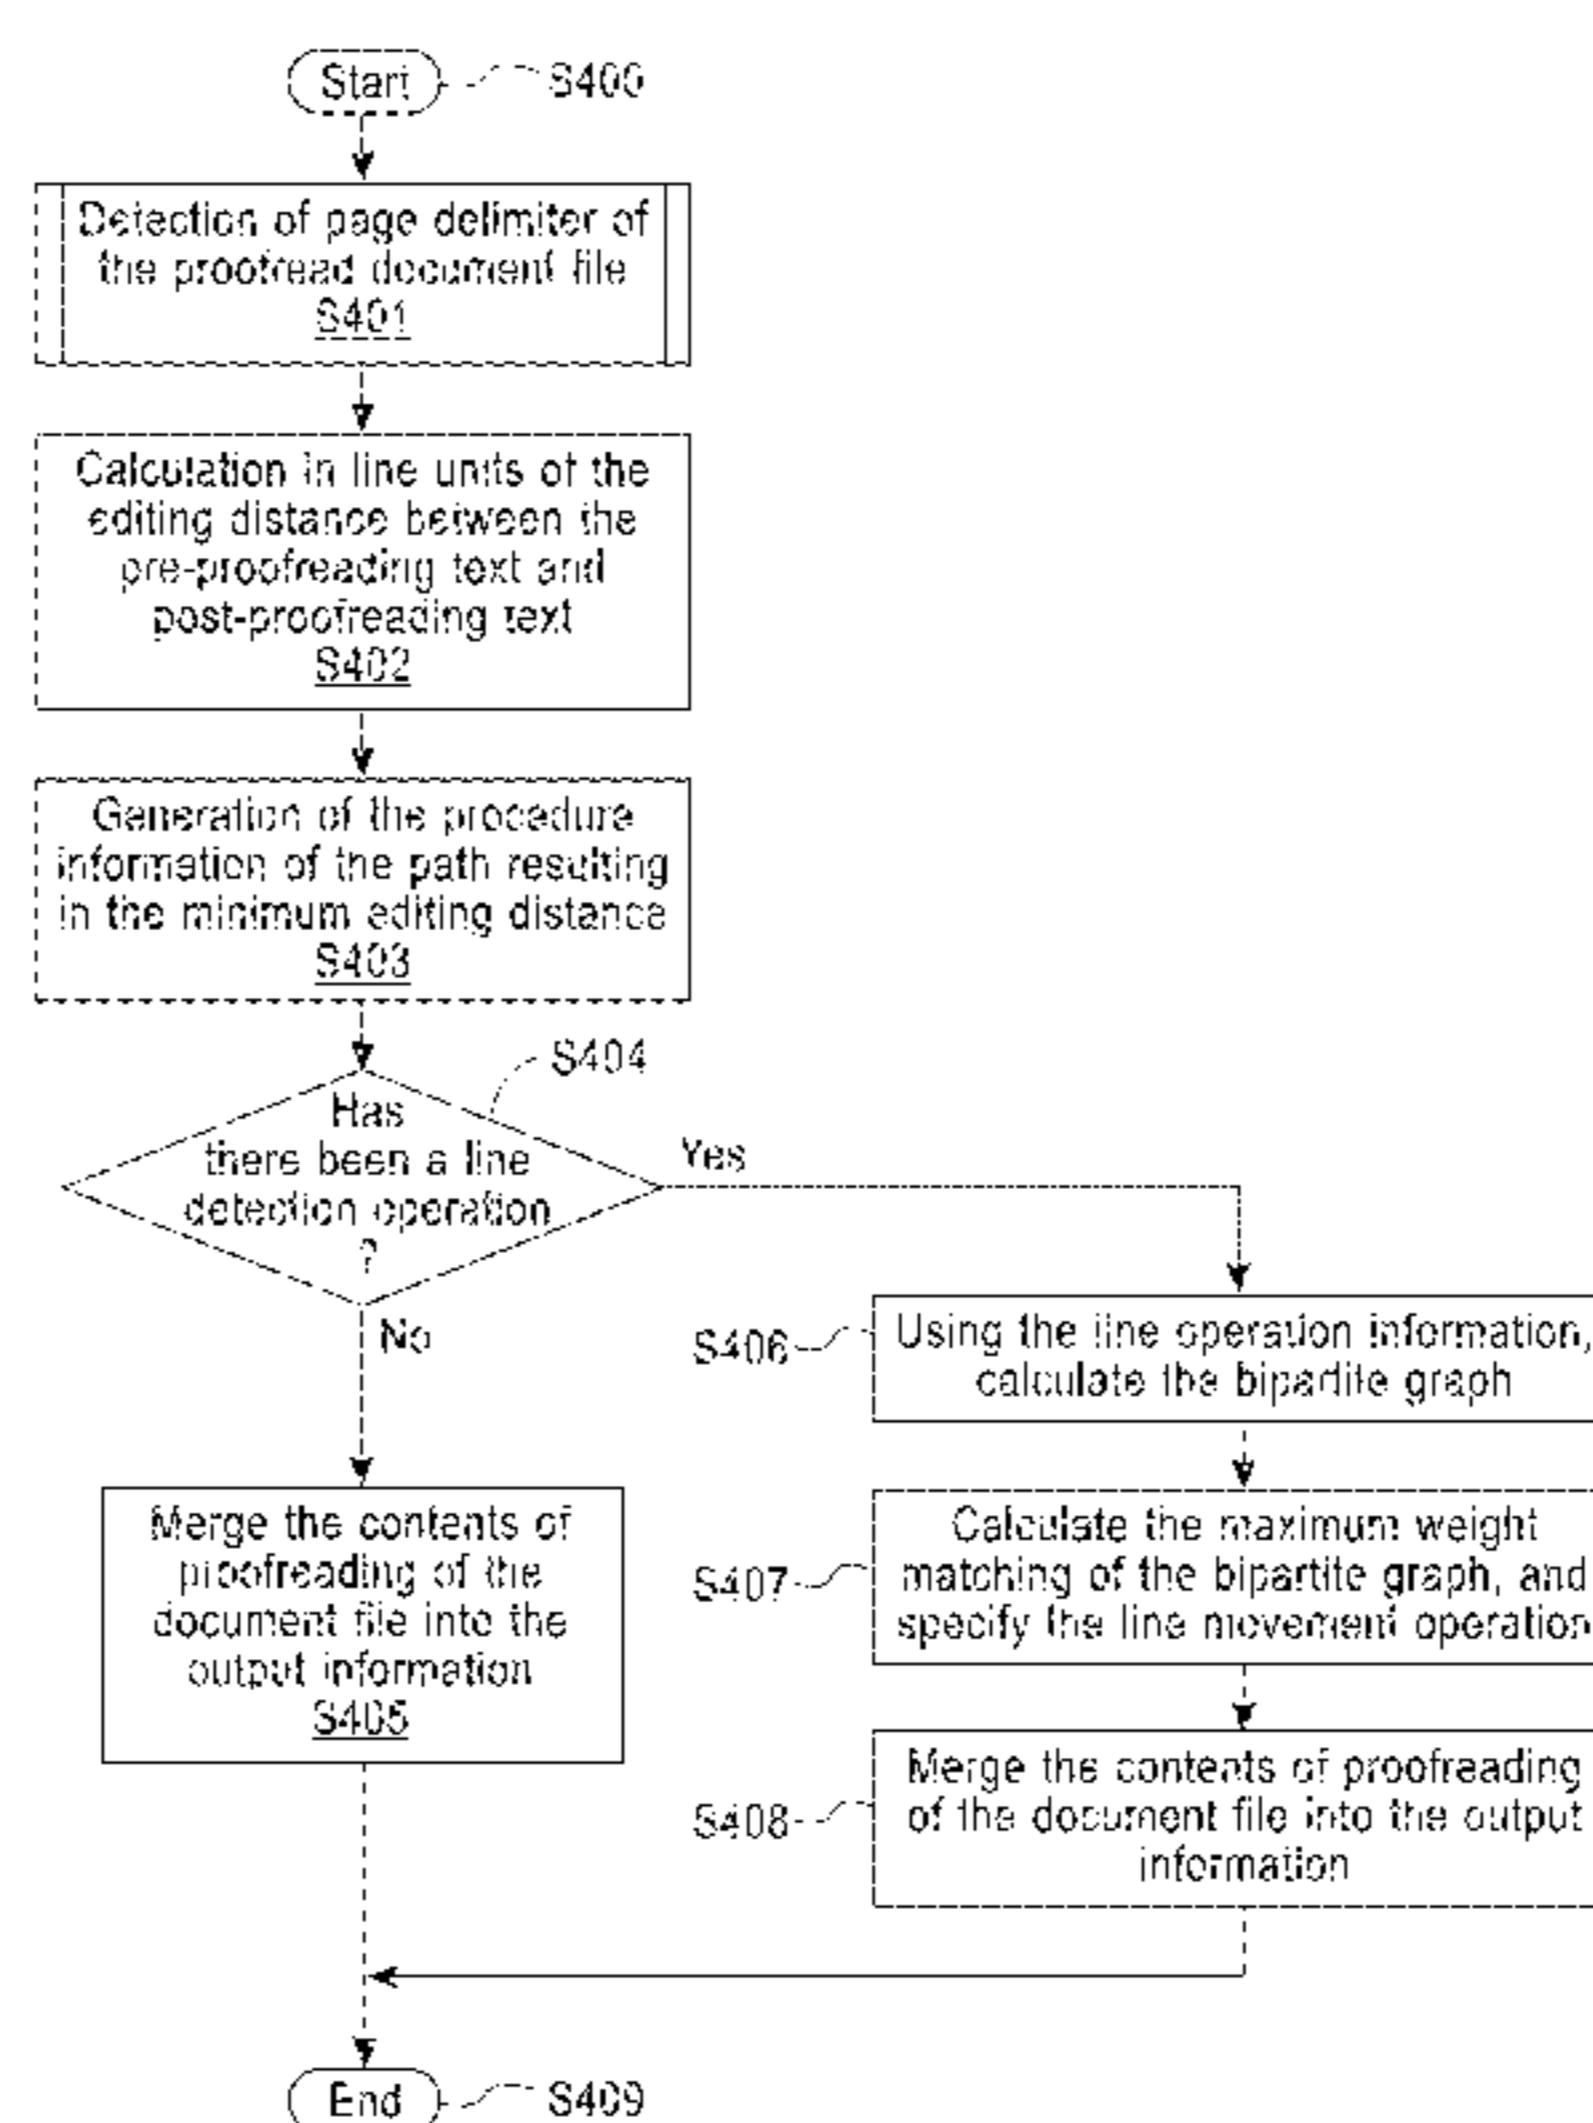 Start
S400
Detection of page delimiter of
the proofread document file
S401
Calculation in line units of the
editing distance between the
pre-proofreading text and
post-proofreading text
S402
Generation of the procedure
information of the path resulting
in the minimum editing distance
S403
S404
Has
there been a line
detection operation
?
Yes
No
S406
Using the line operation information,
calculate the bipartite graph
S407
Calculate the maximum weight
matching of the bipartite graph, and
specify the line movement operation
Merge the contents of
proofreading of the
document file into the
output information
S405
S408
Merge the contents of proofreading
of the document file into the output
information
End
S409